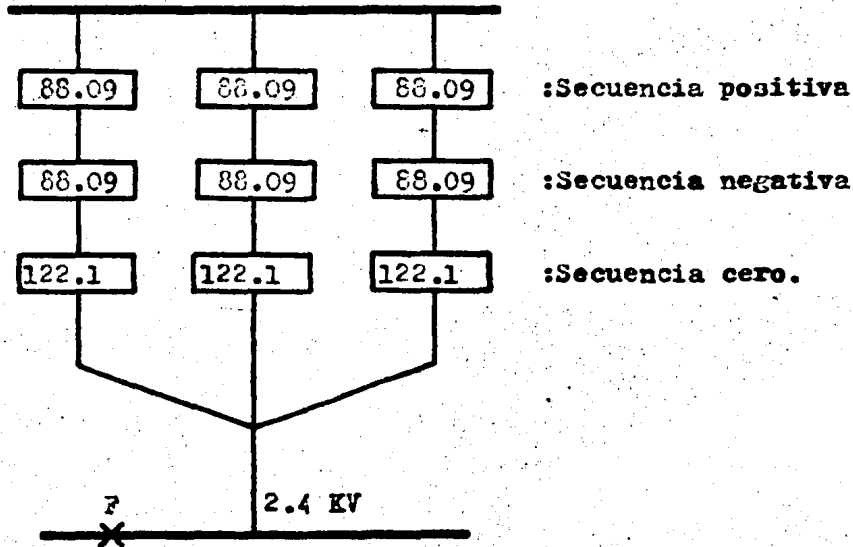 88.09 88.09 88.09 :Secuencia positiva
88.09 88.09 88.09 :Secuencia negativa
122.1 122.1 122.1 :Secuencia cero.
F 2.4 KV